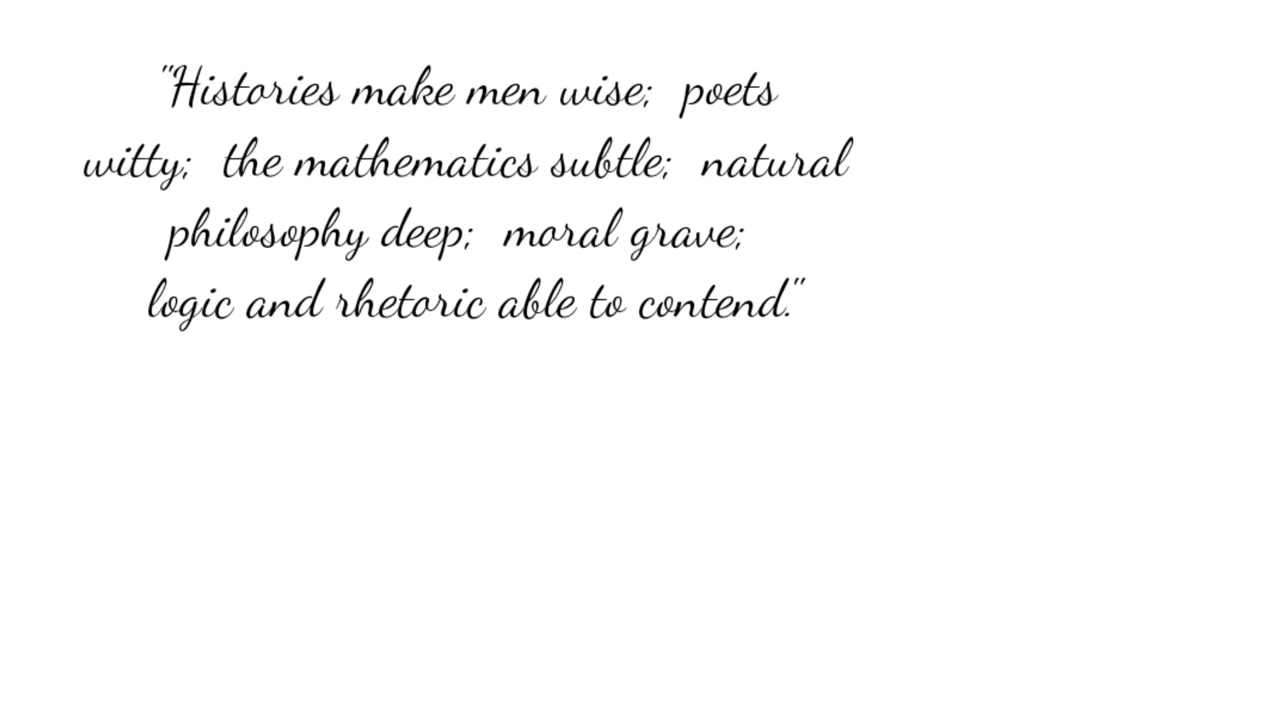 "Histories make men wise; poets
witty; the mathematics subtle; natural
philosophy deep; moral grave;
logic and rhetoric able to contend."